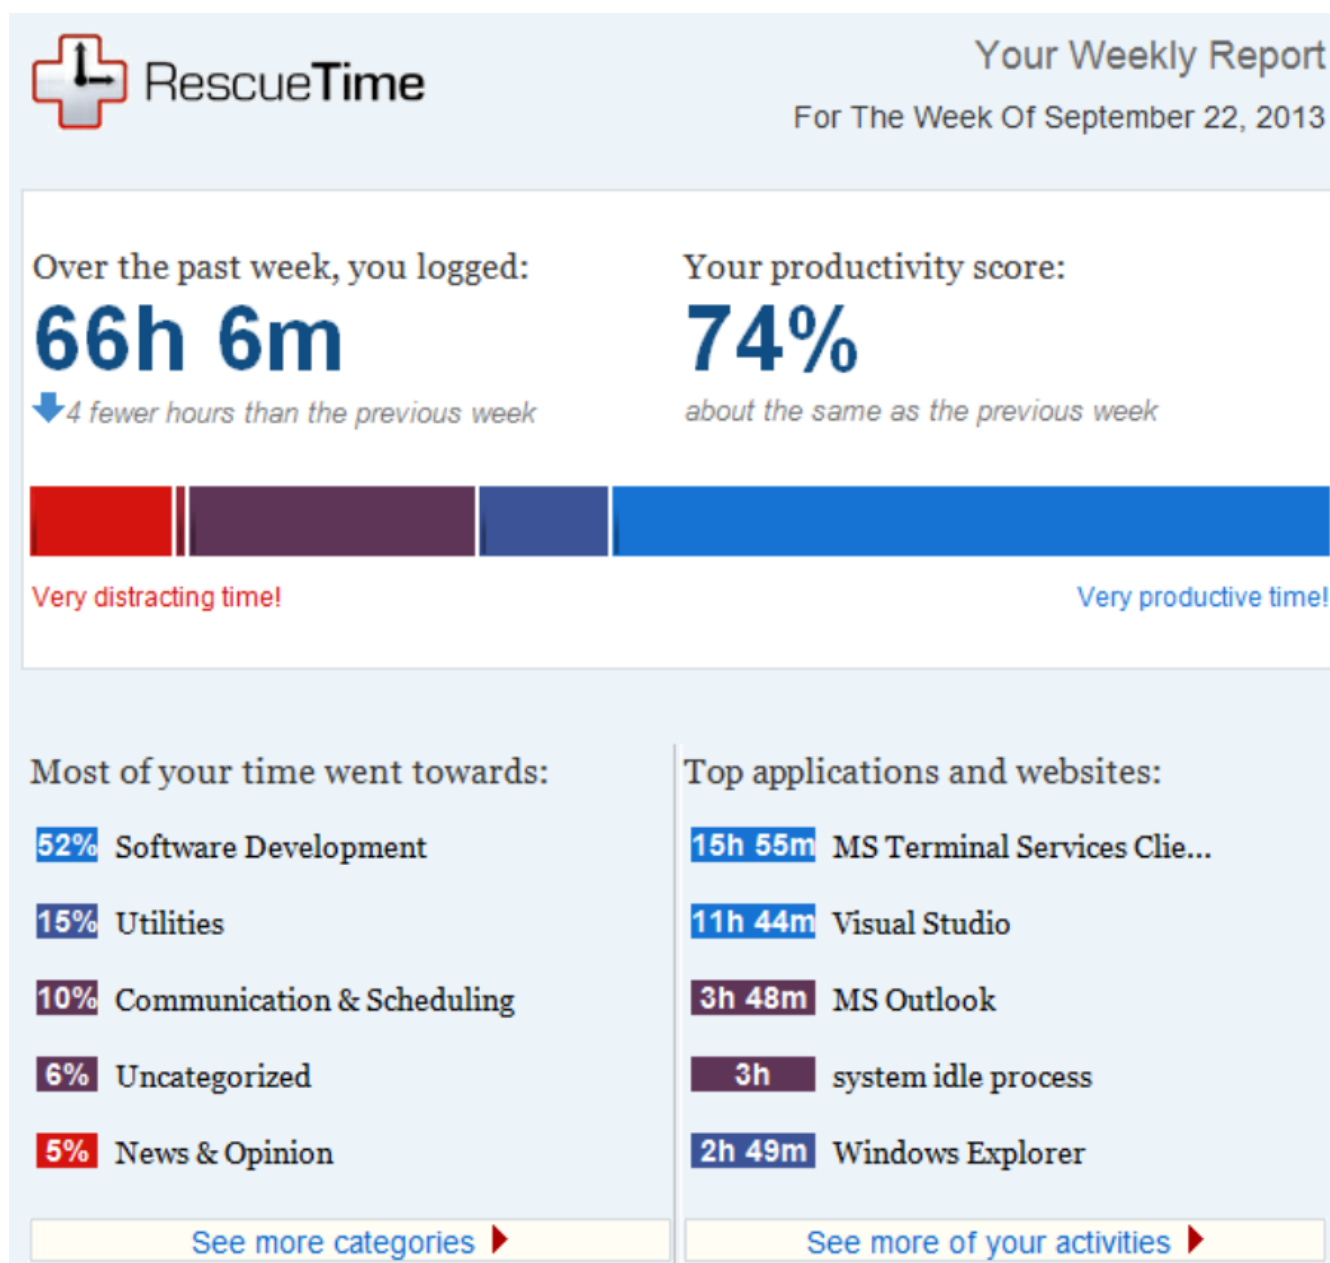 RescueTime
Your Weekly Report
For The Week Of September 22, 2013
Over the past week, you logged:
66h 6m
4 fewer hours than the previous week
Your productivity score:
74%
about the same as the previous week
Very distracting time!
Very productive time!
Most of your time went towards:
52% Software Development
15% Utilities
10% Communication & Scheduling
6% Uncategorized
5% News & Opinion
See more categories
Top applications and websites:
15h 55m MS Terminal Services Clie...
11h 44m Visual Studio
3h 48m MS Outlook
3h system idle process
2h 49m Windows Explorer
See more of your activities